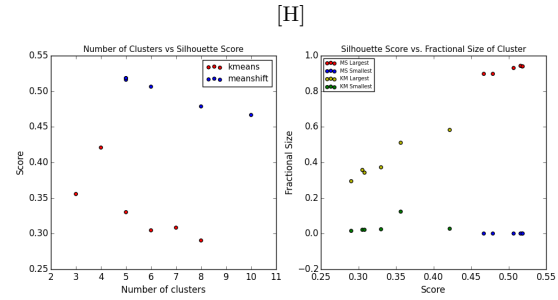 [H]
Number of Clusters vs Silhouette Score
0.55
0.50
0.45
0.40
0.35
0.30
0.25
Score
kmeans
meanshift
2 3 4 5 6 7 8 9 10 11
Number of clusters
Silhouette Score vs. Fractional Size of Cluster
1.0
0.8
0.6
0.4
0.2
0.0
−0.2
Fractional Size
MS Largest
MS Smallest
KM Largest
KM Smallest
0.25 0.30 0.35 0.40 0.45 0.50 0.55
Score